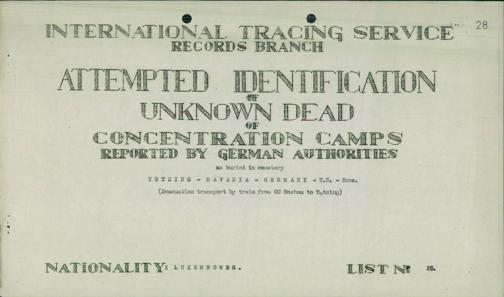 28
INTERNATIONAL TRACING SERVICE
RECORDS BRANCH
ATTEMPTED IDENTIFICATION
OF
UNKNOWN DEAD
OF
CONCENTRATION CAMPS
REPORTED BY GERMAN AUTHORITIES
as buried in cemetery
TUTZING - BAVARIA - GERMANY - U.S. - Zone.
(Evacuation transport by train from CC Dachau to Tutzing)
NATIONALITY: LUXEMBOURG.
LIST Nº 28.